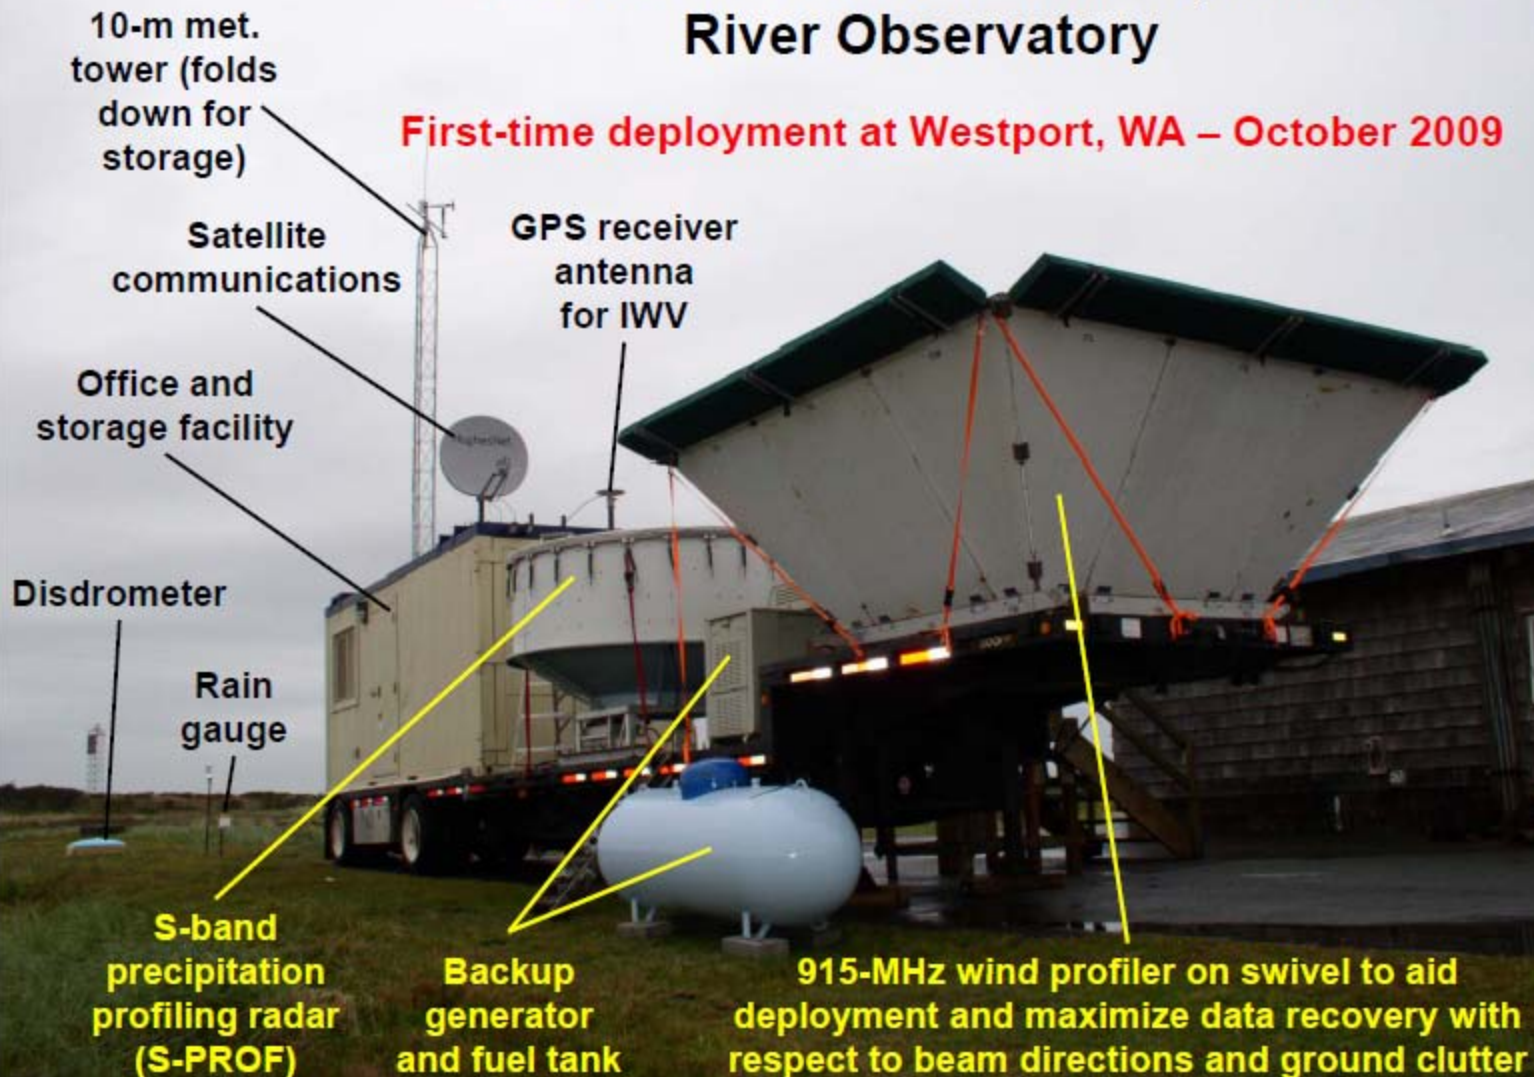 River Observatory
First-time deployment at Westport, WA – October 2009
10-m met.
tower (folds
down for
storage)
Satellite
communications
GPS receiver
antenna
for IWV
Office and
storage facility
HughesNet
Disdrometer
Rain
gauge
S-band
precipitation
profiling radar
(S-PROF)
Backup
generator
and fuel tank
915-MHz wind profiler on swivel to aid
deployment and maximize data recovery with
respect to beam directions and ground clutter